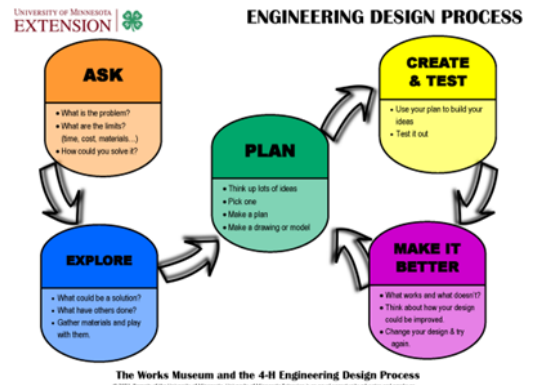 UNIVERSITY OF MINNESOTA
EXTENSION
ENGINEERING DESIGN PROCESS
ASK
• What is the problem?
• What are the limits?
(time, cost, materials...)
• How could you solve it?
EXPLORE
• What could be a solution?
• What have others done?
• Gather materials and play
with them.
PLAN
• Think up lots of ideas
• Pick one
• Make a plan
• Make a drawing or model
CREATE
& TEST
• Use your plan to build your
ideas
• Test it out
MAKE IT
BETTER
• What works and what doesn't?
• Think about how your design
could be improved.
• Change your design & try
again.
The Works Museum and the 4-H Engineering Design Process